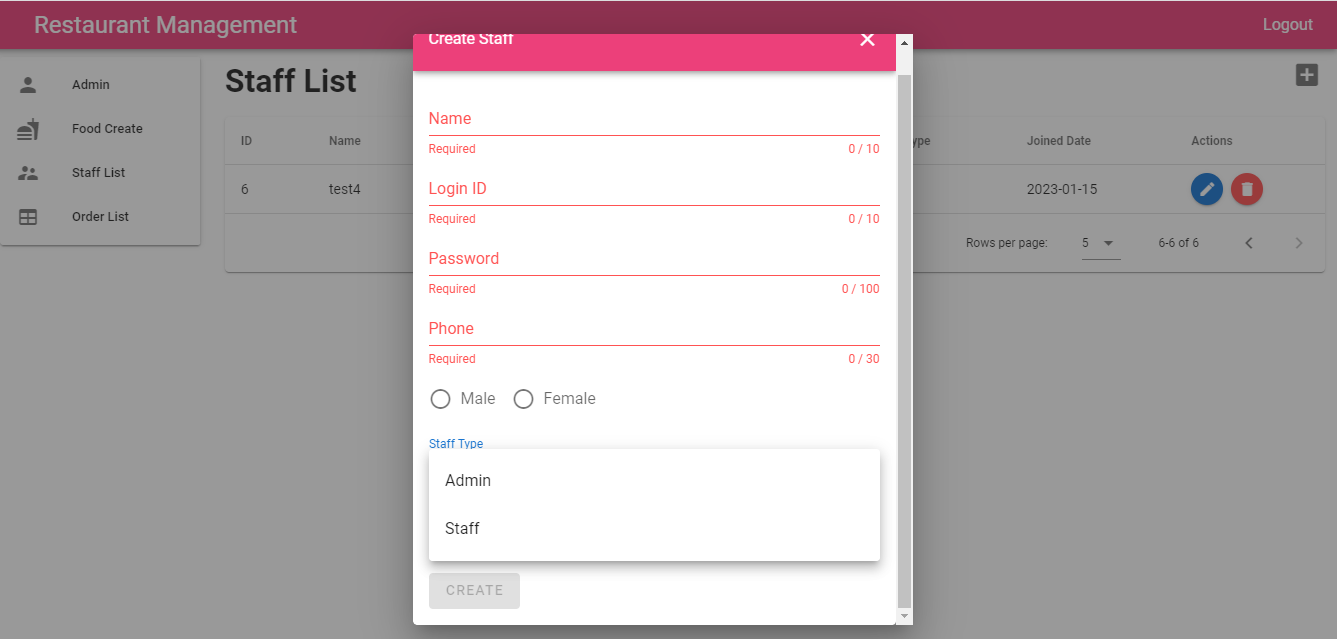 Restaurant Management
Logout
Admin
Food Create
Staff List
Order List
Staff List
ID Name ype Joined Date Actions
6 test4 2023-01-15
Rows per page: 5 6-6 of 6
Create Staff
Name
Required 0 / 10
Login ID
Required 0 / 10
Password
Required 0 / 100
Phone
Required 0 / 30
Male Female
Staff Type
Admin
Staff
CREATE